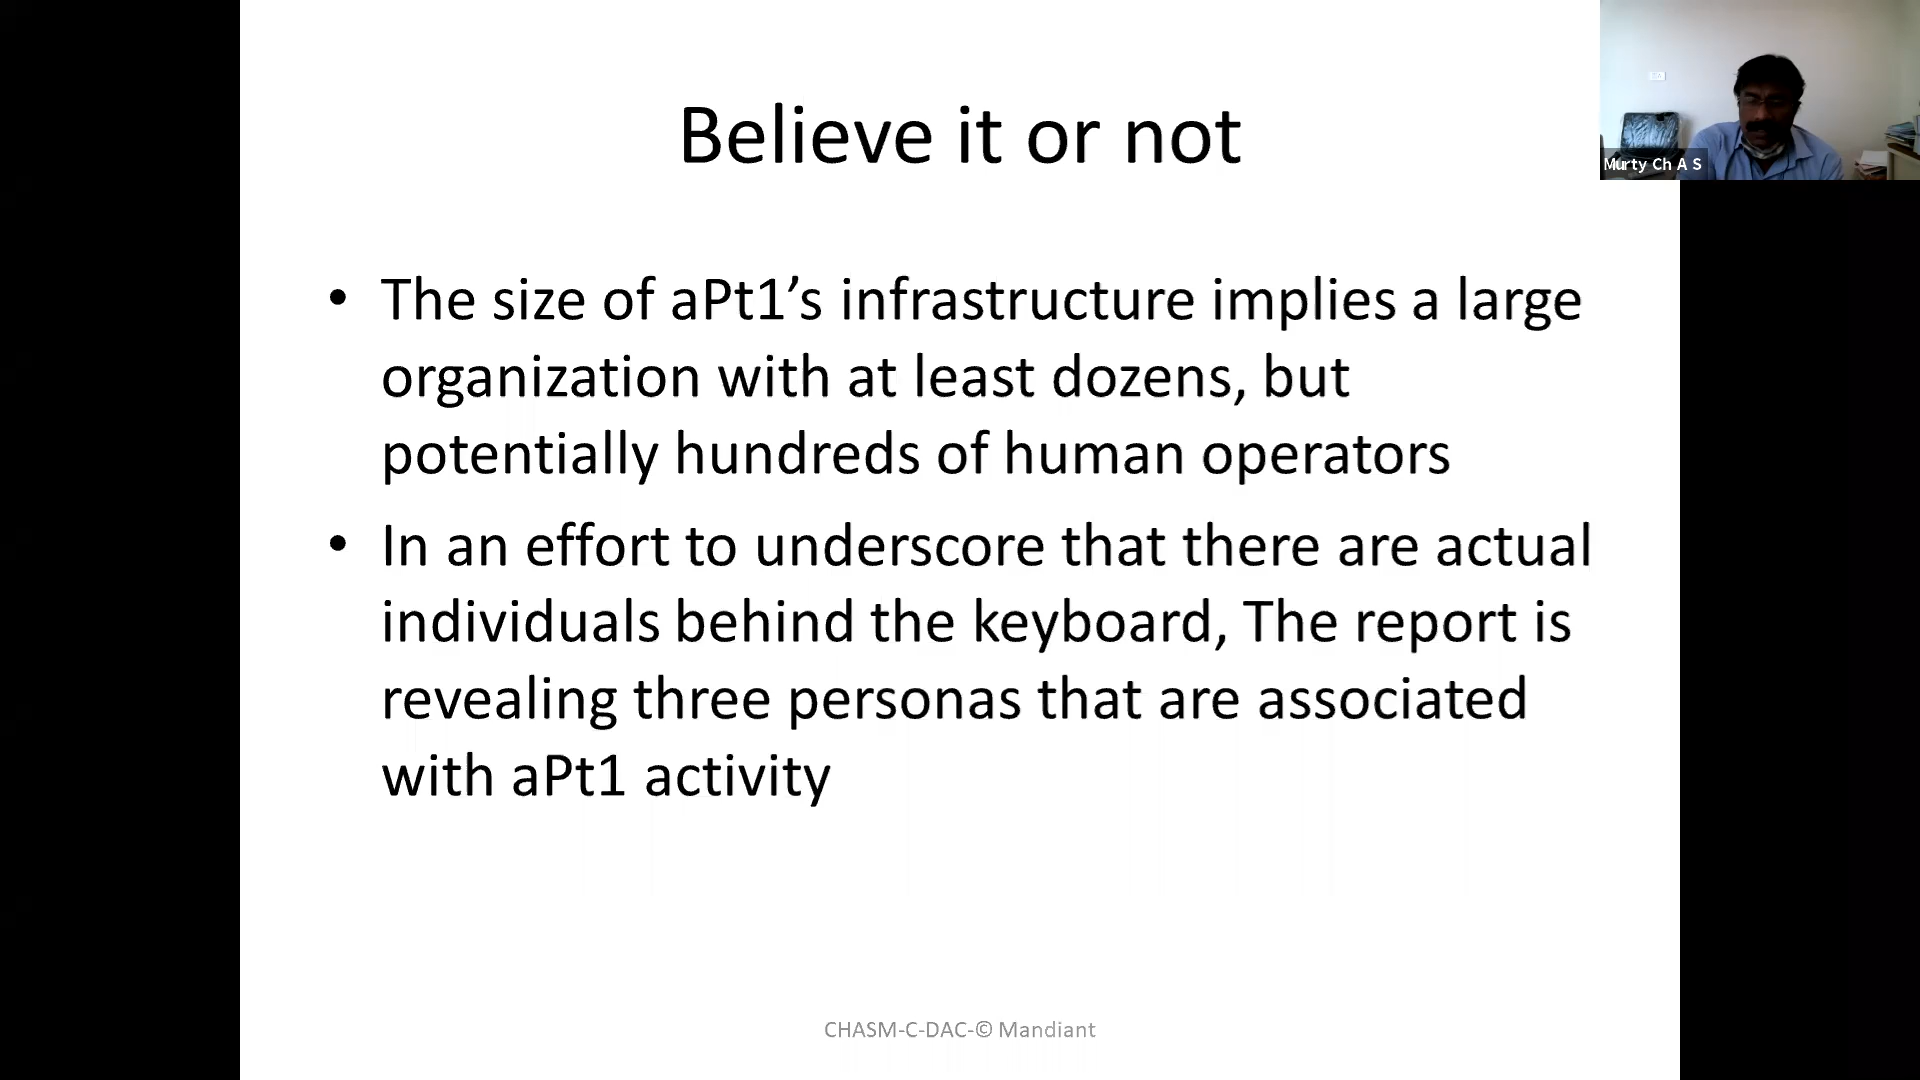 Believe it or not
Murty Ch A S
• The size of aPt1’s infrastructure implies a large
organization with at least dozens, but
potentially hundreds of human operators
• In an effort to underscore that there are actual
individuals behind the keyboard, The report is
revealing three personas that are associated
with aPt1 activity
CHASM-C-DAC-© Mandiant